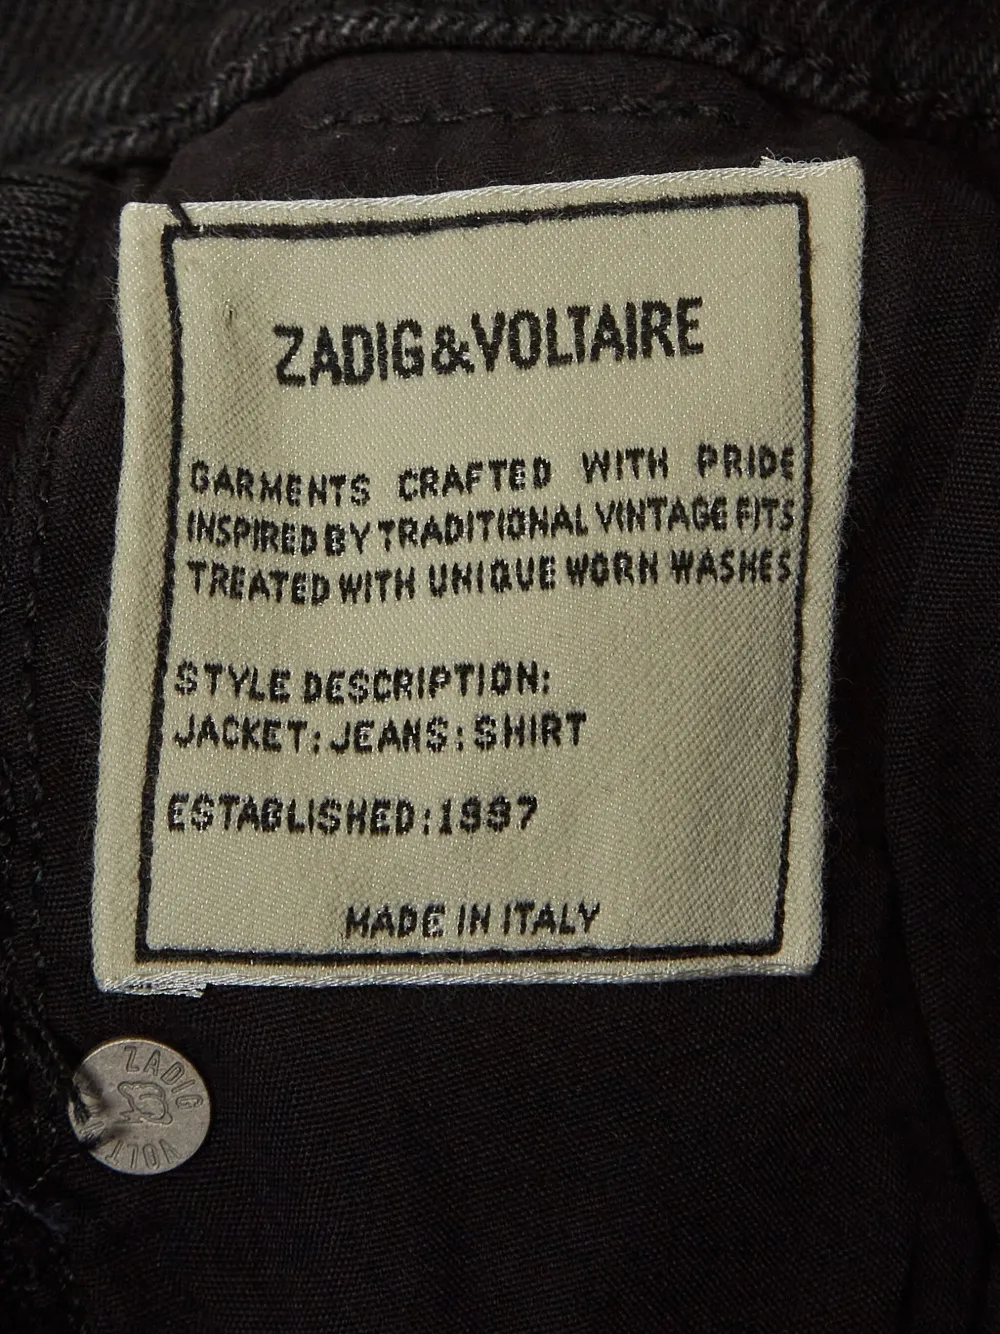 ZADIG&VOLTAIRE
GARMENTS CRAFTED WITH PRIDE
INSPIRED BY TRADITIONAL VINTAGE FITS
TREATED WITH UNIQUE WORN WASHES
STYLE DESCRIPTION:
JACKET: JEANS: SHIRT
ESTABLISHED: 1997
MADE IN ITALY
ZADIG